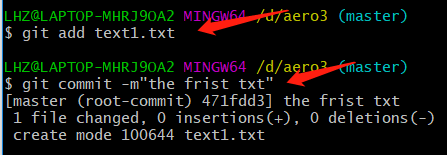 LHZ@LAPTOP-MHRJ9OA2 MINGW64 /d/aero3 (master)
$ git add text1.txt
LHZ@LAPTOP-MHRJ9OA2 MINGW64 /d/aero3 (master)
$ git commit -m"the frist txt"
[master (root-commit) 471fdd3] the frist txt
 1 file changed, 0 insertions(+), 0 deletions(-)
 create mode 100644 text1.txt